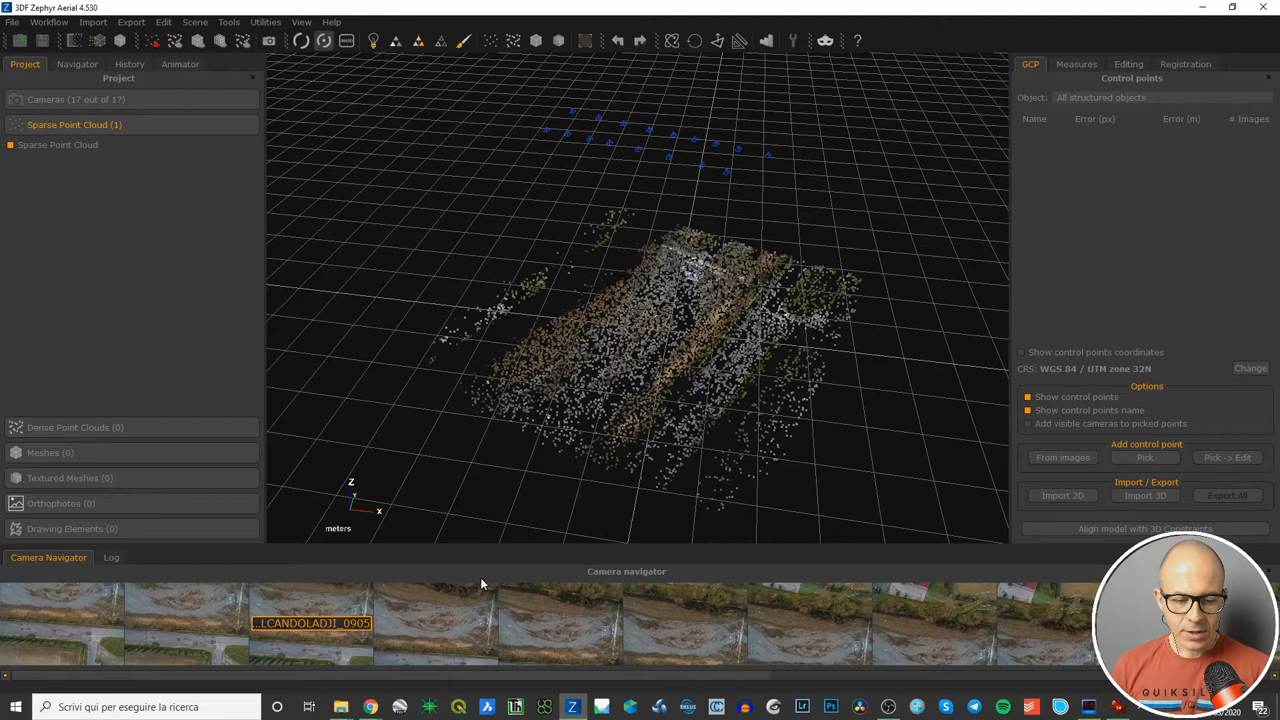 3DF Zephyr Aerial 4.530
File Workflow Import Export Edit Scene Tools Utilities View Help
Project Navigator History Animator
Project
Cameras (17 out of 17)
Sparse Point Cloud (1)
Sparse Point Cloud
Dense Point Clouds (0)
Meshes (0)
Textured Meshes (0)
Orthophotos (0)
Drawing Elements (0)
Z
Y
X
meters
GCP Measures Editing Registration
Control points
Object: All structured objects
Name Error (px) Error (m) # Images
Show control points coordinates
CRS: WGS 84 / UTM zone 32N Change
Options
Show control points
Show control points name
Add visible cameras to picked points
Add control point
From images Pick Pick -> Edit
Import / Export
Import 2D Import 3D Export All
Align model with 3D Constraints
Camera Navigator Log
Camera navigator
...LCANDOLADJI_0905
QUIKSIL
Scrivi qui per eseguire la ricerca